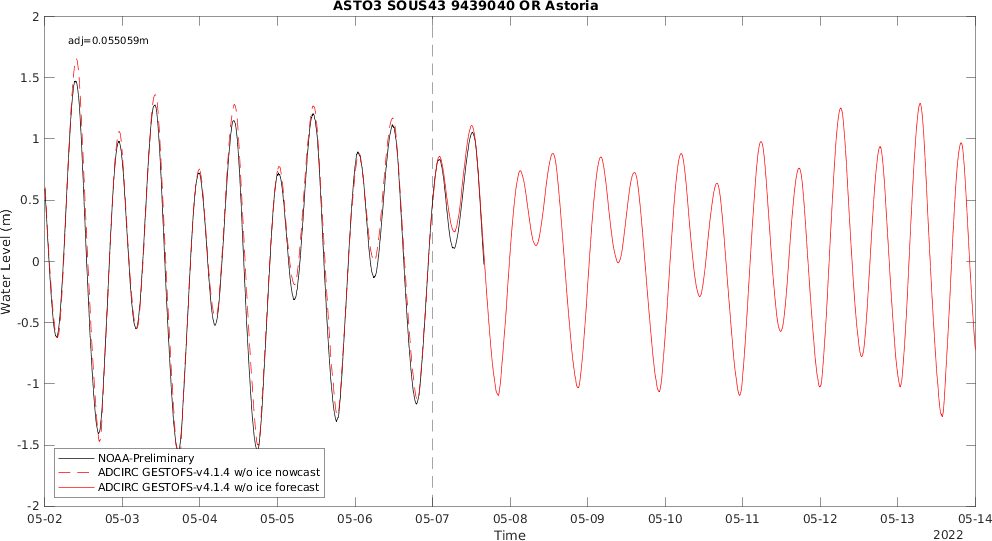 ASTO3 SOUS43 9439040 OR Astoria
adj=0.055059m
Water Level (m)
2
1.5
1
0.5
0
-0.5
-1
-1.5
-2
NOAA-Preliminary
ADCIRC GESTOFS-v4.1.4 w/o ice nowcast
ADCIRC GESTOFS-v4.1.4 w/o ice forecast
05-02 05-03 05-04 05-05 05-06 05-07 05-08 05-09 05-10 05-11 05-12 05-13 05-14
Time
2022